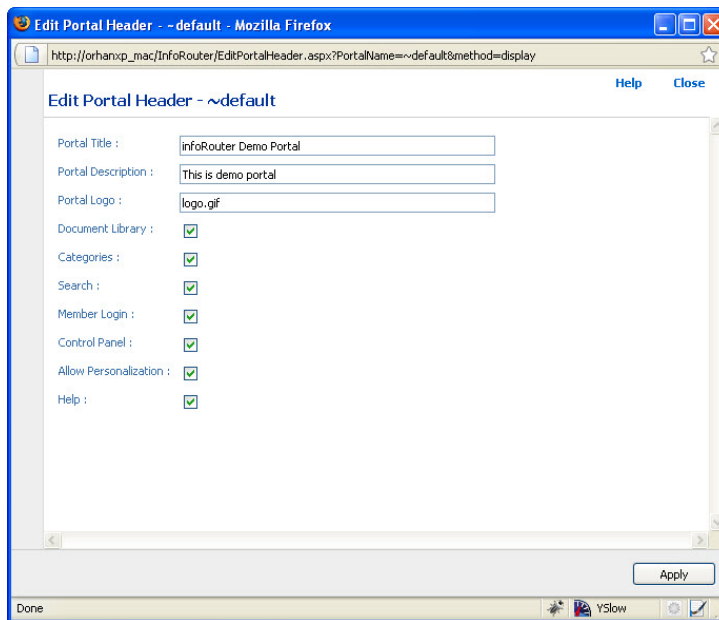 Edit Portal Header - ~default - Mozilla Firefox
http://orhanxp_mac/InfoRouter/EditPortalHeader.aspx?PortalName=~default&method=display
Help Close
Edit Portal Header - ~default
Portal Title : infoRouter Demo Portal
Portal Description : This is demo portal
Portal Logo : logo.gif
Document Library :
Categories :
Search :
Member Login :
Control Panel :
Allow Personalization :
Help :
Apply
Done YSlow